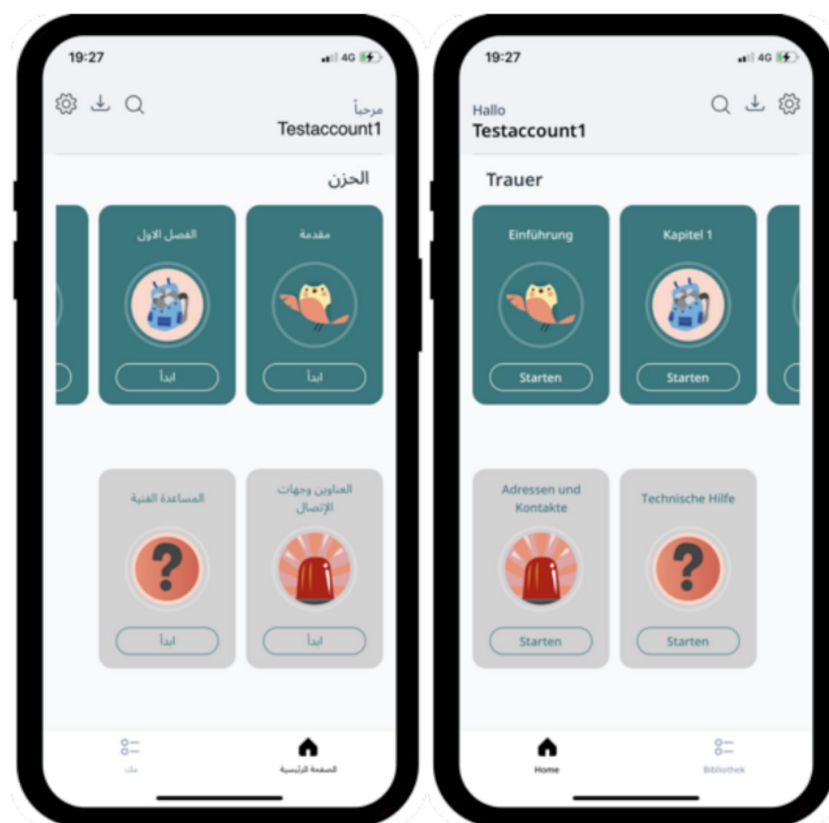 19:27
4G
مرحباً
Testaccount1
الحزن
مقدمة
ابدأ
الفصل الاول
ابدأ
العناوين وجهات
الإتصال
ابدأ
المساعدة الفنية
ابدأ
الصفحة الرئيسية
19:27
4G
Hallo
Testaccount1
Trauer
Einführung
Starten
Kapitel 1
Starten
Adressen und
Kontakte
Starten
Technische Hilfe
Starten
Home
Bibliothek